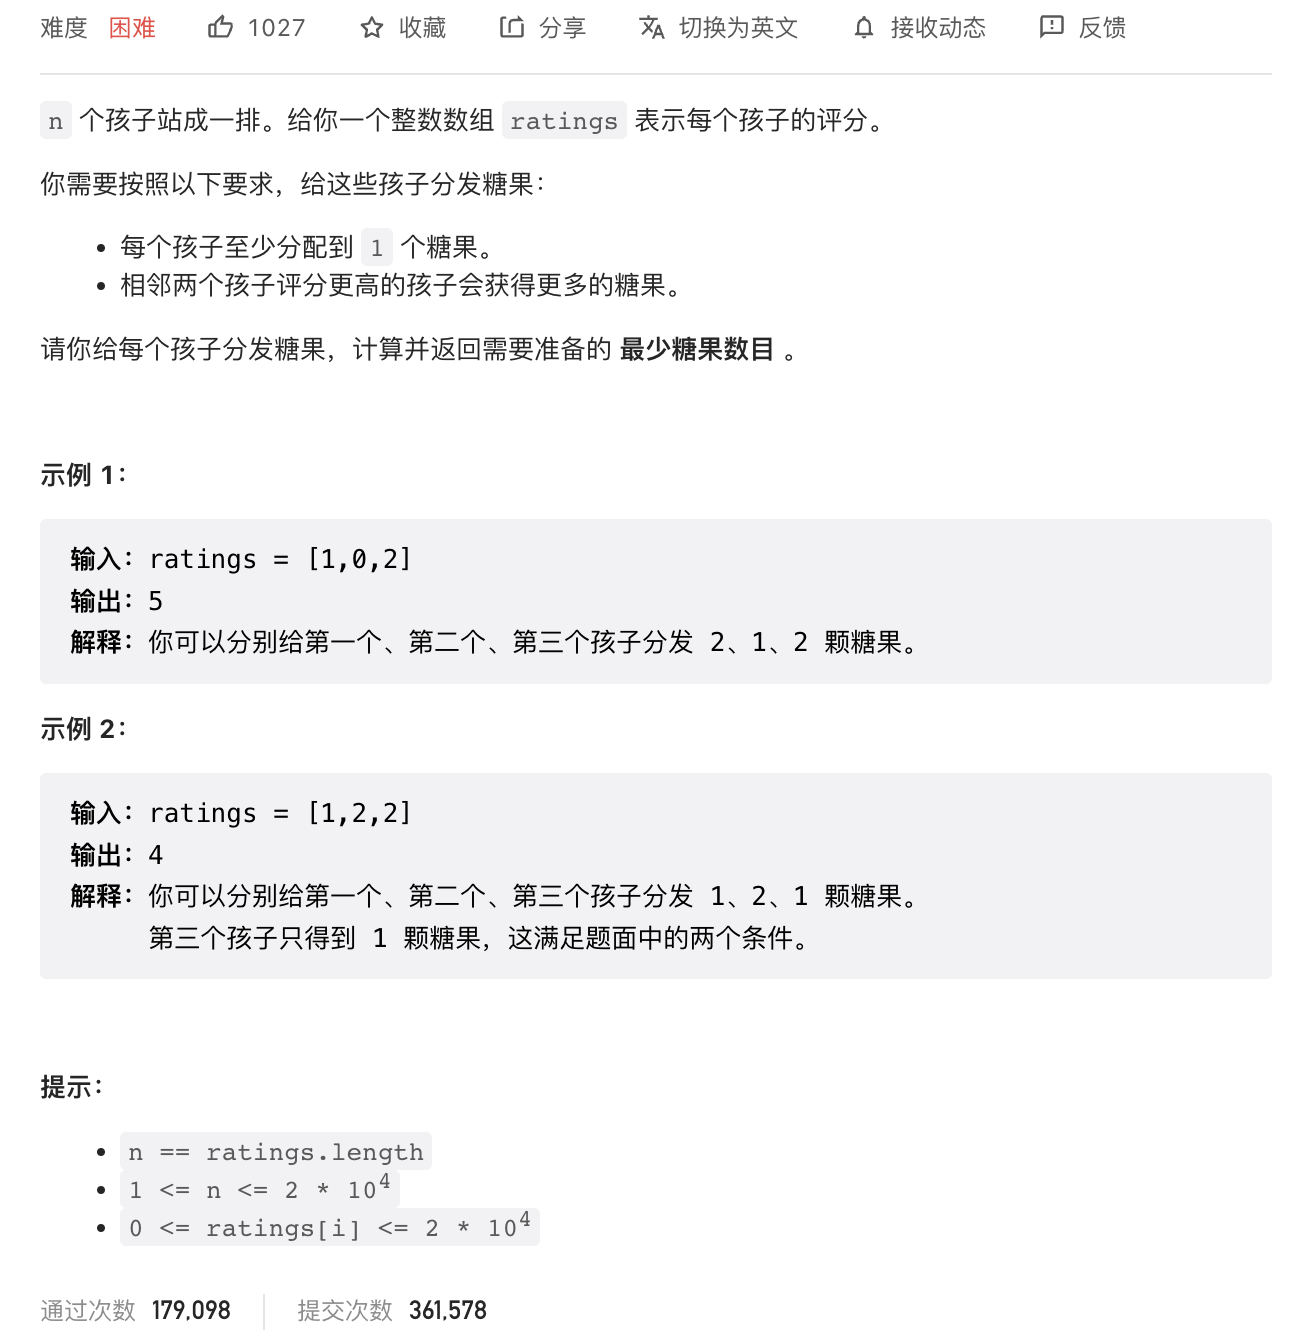 难度 困难 1027 收藏 分享 切换为英文 接收动态 反馈
n 个孩子站成一排。给你一个整数数组 ratings 表示每个孩子的评分。
你需要按照以下要求，给这些孩子分发糖果：
• 每个孩子至少分配到 1 个糖果。
• 相邻两个孩子评分更高的孩子会获得更多的糖果。
请你给每个孩子分发糖果，计算并返回需要准备的 最少糖果数目 。
示例 1：
输入：ratings = [1,0,2]
输出：5
解释：你可以分别给第一个、第二个、第三个孩子分发 2、1、2 颗糖果。
示例 2：
输入：ratings = [1,2,2]
输出：4
解释：你可以分别给第一个、第二个、第三个孩子分发 1、2、1 颗糖果。
第三个孩子只得到 1 颗糖果，这满足题面中的两个条件。
提示：
• n == ratings.length
• 1 <= n <= 2 * 10⁴
• 0 <= ratings[i] <= 2 * 10⁴
通过次数 179,098 提交次数 361,578